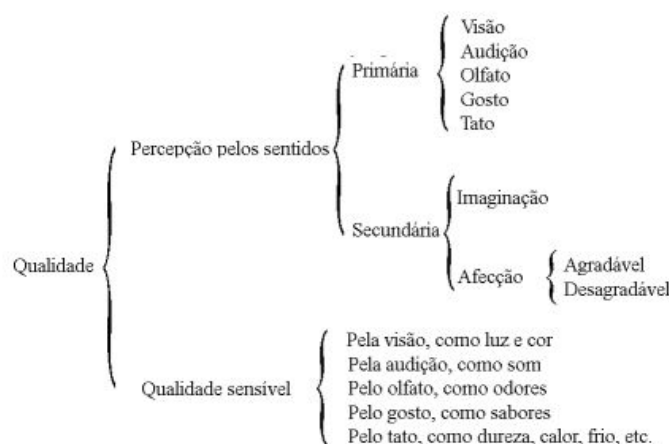 Visão
Audição
Olfato
Gosto
Tato
Primária
Percepção pelos sentidos
Imaginação
Secundária
Afecção
Agradável
Desagradável
Qualidade
Pela visão, como luz e cor
Pela audição, como som
Pelo olfato, como odores
Pelo gosto, como sabores
Pelo tato, como dureza, calor, frio, etc.
Qualidade sensível